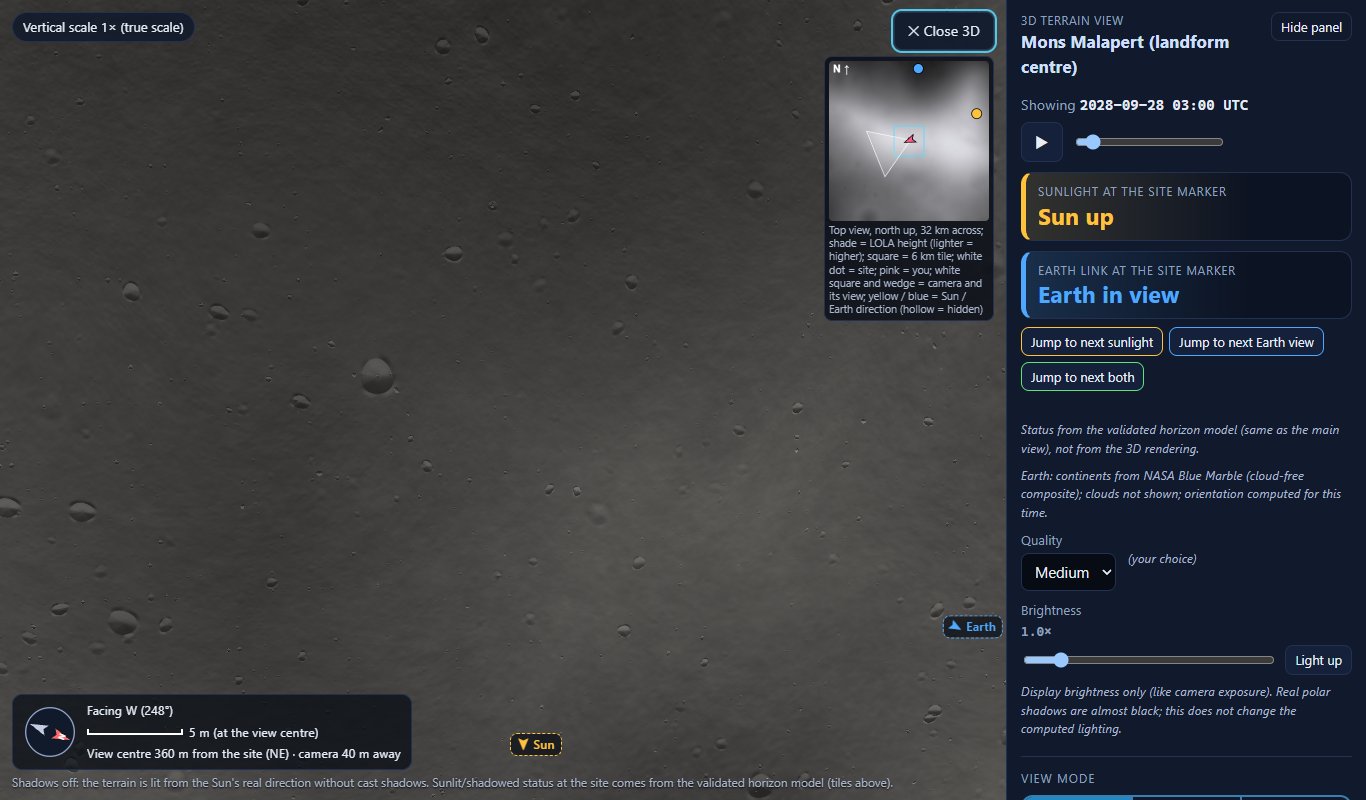 Vertical scale 1× (true scale)
✕ Close 3D
N ↑
Top view, north up, 32 km across;
shade = LOLA height (lighter =
higher); square = 6 km tile; white
dot = site; pink = you; white
square and wedge = camera and
its view; yellow / blue = Sun /
Earth direction (hollow = hidden)
Earth
Sun
Facing W (248°)
5 m (at the view centre)
View centre 360 m from the site (NE) · camera 40 m away
Shadows off: the terrain is lit from the Sun's real direction without cast shadows. Sunlit/shadowed status at the site comes from the validated horizon model (tiles above).
3D TERRAIN VIEW
Hide panel
Mons Malapert (landform
centre)
Showing 2028-09-28 03:00 UTC
SUNLIGHT AT THE SITE MARKER
Sun up
EARTH LINK AT THE SITE MARKER
Earth in view
Jump to next sunlight
Jump to next Earth view
Jump to next both
Status from the validated horizon model (same as the main
view), not from the 3D rendering.
Earth: continents from NASA Blue Marble (cloud-free
composite); clouds not shown; orientation computed for this
time.
Quality
Medium
(your choice)
Brightness
1.0×
Light up
Display brightness only (like camera exposure). Real polar
shadows are almost black; this does not change the
computed lighting.
VIEW MODE